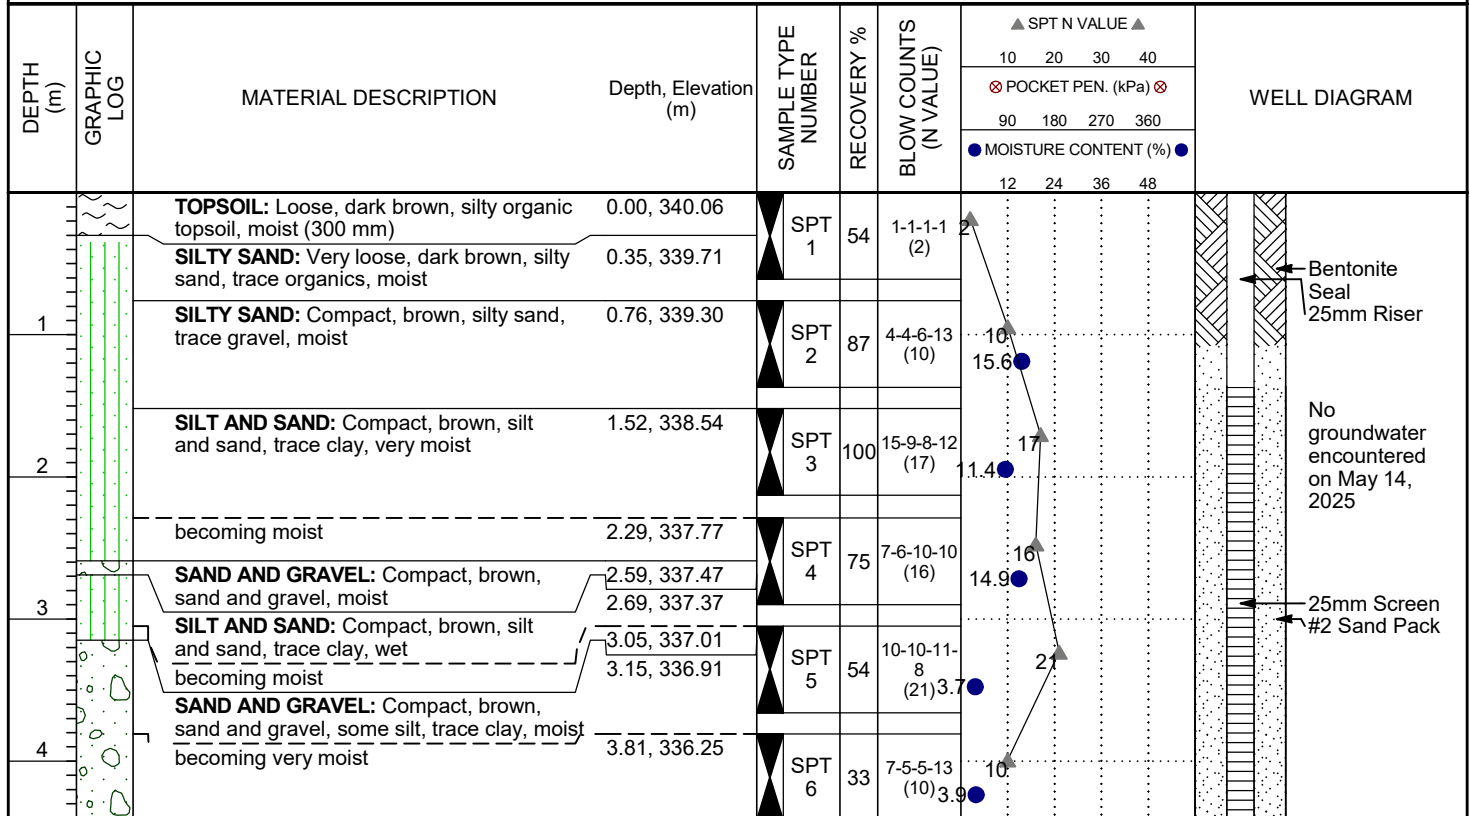 DEPTH
(m)
GRAPHIC
LOG
MATERIAL DESCRIPTION
Depth, Elevation
(m)
SAMPLE TYPE
NUMBER
RECOVERY %
BLOW COUNTS
(N VALUE)
SPT N VALUE
10 20 30 40
POCKET PEN. (kPa)
90 180 270 360
MOISTURE CONTENT (%)
12 24 36 48
WELL DIAGRAM
TOPSOIL: Loose, dark brown, silty organic
topsoil, moist (300 mm)
0.00, 340.06
SILTY SAND: Very loose, dark brown, silty
sand, trace organics, moist
0.35, 339.71
SILTY SAND: Compact, brown, silty sand,
trace gravel, moist
0.76, 339.30
SILT AND SAND: Compact, brown, silt
and sand, trace clay, very moist
1.52, 338.54
becoming moist
2.29, 337.77
SAND AND GRAVEL: Compact, brown,
sand and gravel, moist
2.59, 337.47
2.69, 337.37
SILT AND SAND: Compact, brown, silt
and sand, trace clay, wet
3.05, 337.01
becoming moist
3.15, 336.91
SAND AND GRAVEL: Compact, brown,
sand and gravel, some silt, trace clay, moist
becoming very moist
3.81, 336.25
1
2
3
4
SPT
1
54
1-1-1-1
(2)
SPT
2
87
4-4-6-13
(10)
SPT
3
100
15-9-8-12
(17)
SPT
4
75
7-6-10-10
(16)
SPT
5
54
10-10-11-
8
(21)
SPT
6
33
7-5-5-13
(10)
2
10
15.6
17
11.4
16
14.9
21
3.7
10
3.9
Bentonite
Seal
25mm Riser
No
groundwater
encountered
on May 14,
2025
25mm Screen
#2 Sand Pack